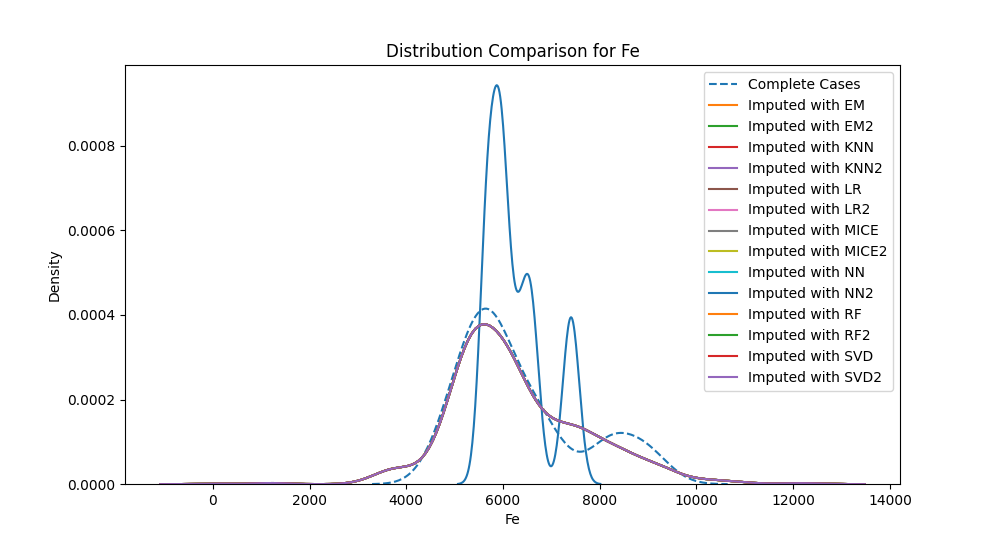 Distribution Comparison for Fe
Complete Cases
Imputed with EM
Imputed with EM2
Imputed with KNN
Imputed with KNN2
Imputed with LR
Imputed with LR2
Imputed with MICE
Imputed with MICE2
Imputed with NN
Imputed with NN2
Imputed with RF
Imputed with RF2
Imputed with SVD
Imputed with SVD2
Density
0.0008
0.0006
0.0004
0.0002
0.0000
0 2000 4000 6000 8000 10000 12000 14000
Fe